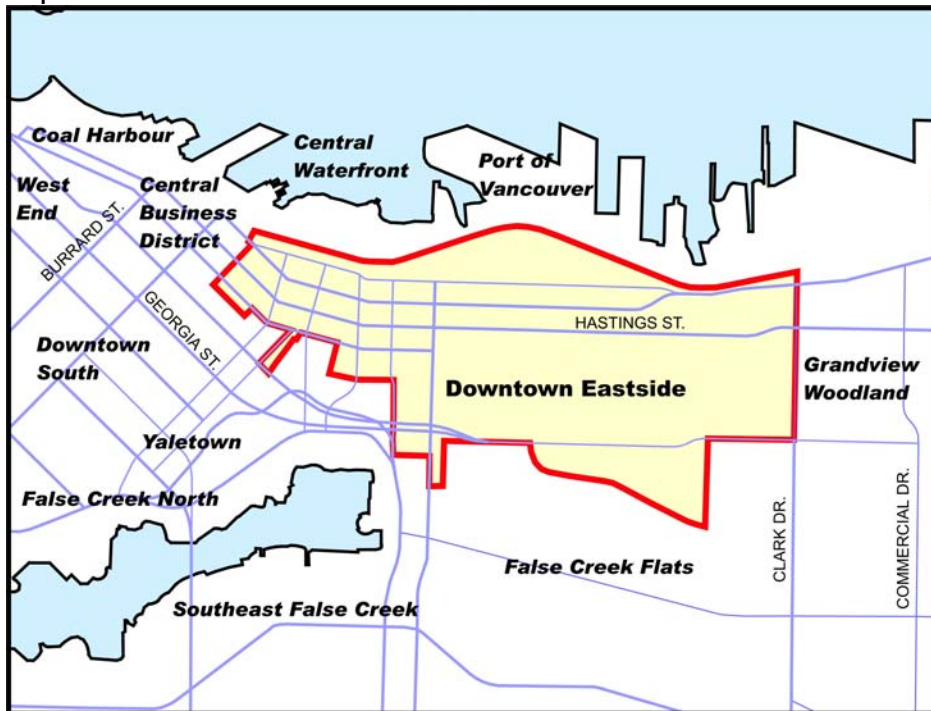 Coal Harbour
Central
Waterfront
Port of
Vancouver
West
End
Central
Business
District
BURRARD ST.
GEORGIA ST.
HASTINGS ST.
Downtown
South
Downtown Eastside
Grandview
Woodland
Yaletown
False Creek North
CLARK DR.
COMMERCIAL DR.
False Creek Flats
Southeast False Creek